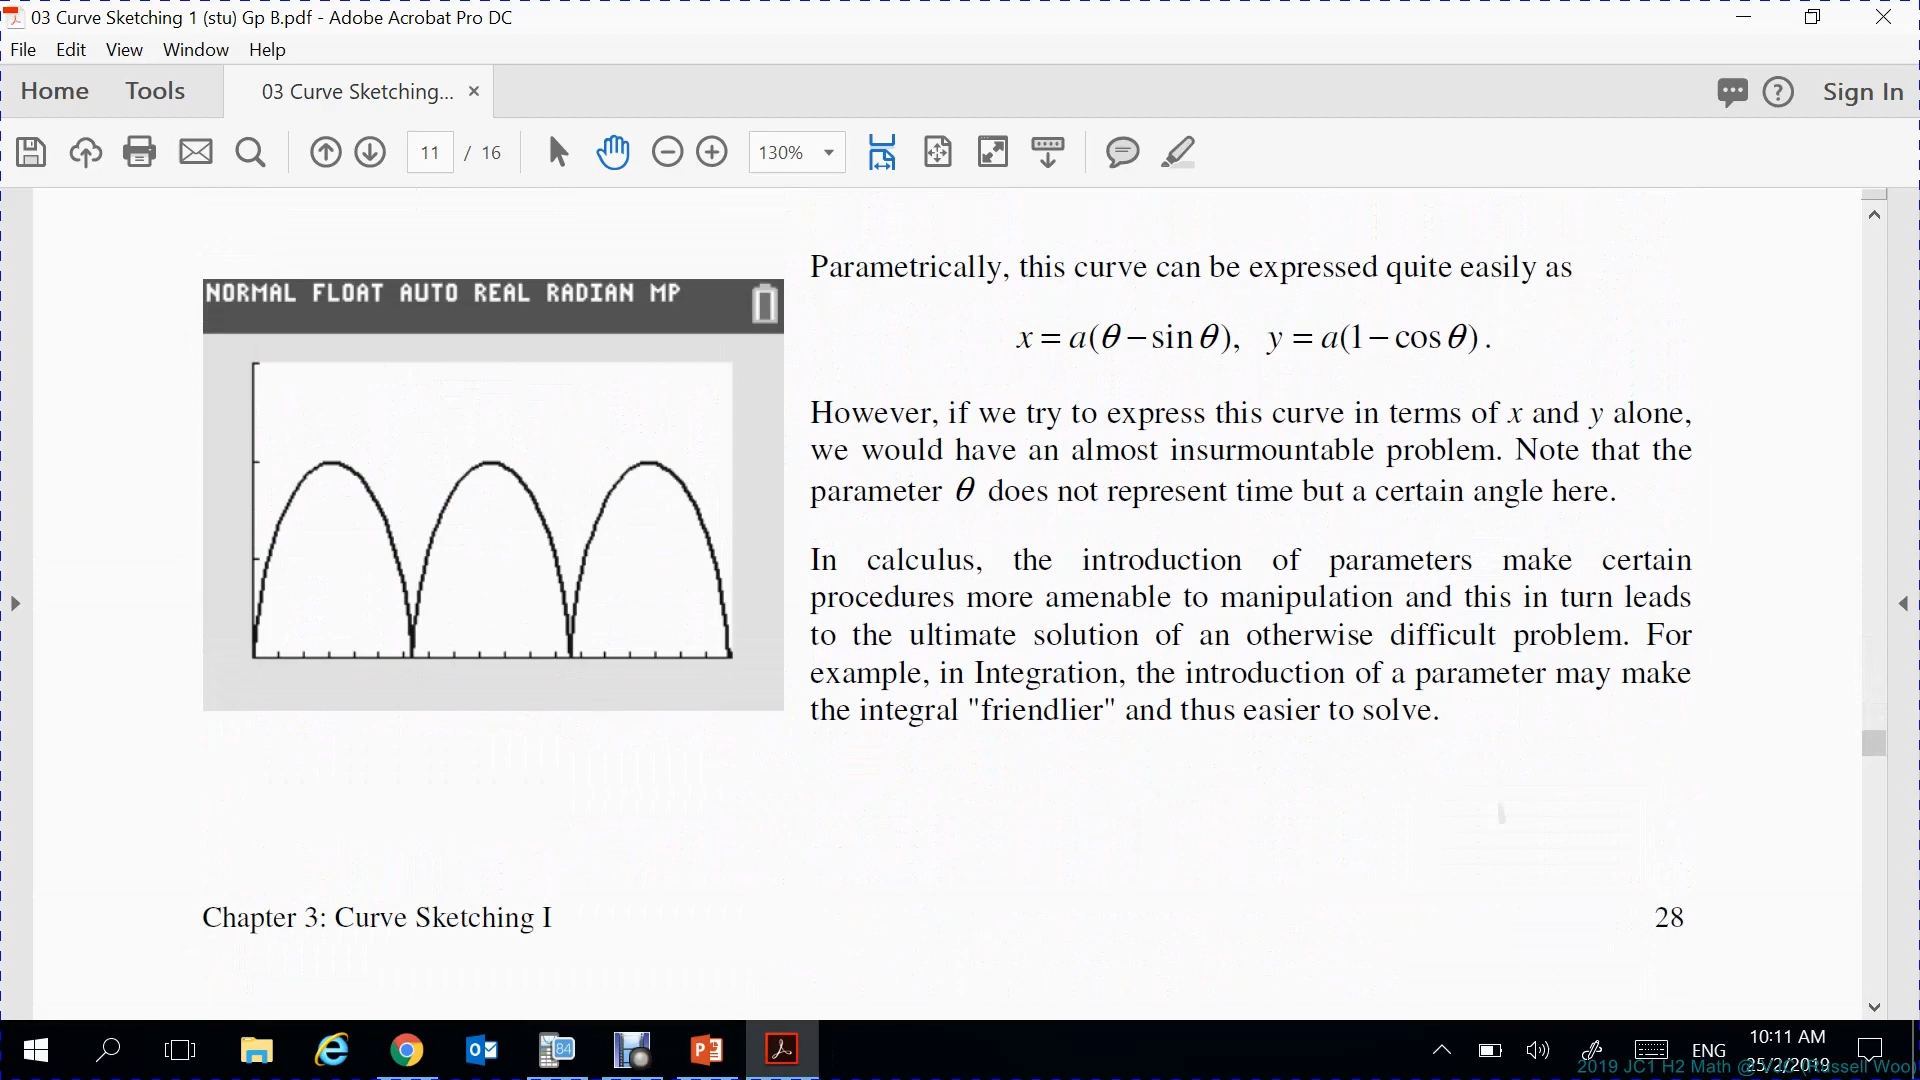 03 Curve Sketching 1 (stu) Gp B.pdf - Adobe Acrobat Pro DC
File Edit View Window Help
Home Tools 03 Curve Sketching... × Sign In
11 / 16 130%
Parametrically, this curve can be expressed quite easily as
NORMAL FLOAT AUTO REAL RADIAN MP
x = a(θ − sin θ), y = a(1 − cos θ).
However, if we try to express this curve in terms of x and y alone,
we would have an almost insurmountable problem. Note that the
parameter θ does not represent time but a certain angle here.
In calculus, the introduction of parameters make certain
procedures more amenable to manipulation and this in turn leads
to the ultimate solution of an otherwise difficult problem. For
example, in Integration, the introduction of a parameter may make
the integral "friendlier" and thus easier to solve.
Chapter 3: Curve Sketching I 28
84
ENG
10:11 AM
2019 JC1 H2 Math @ VJC (Russell Woo)